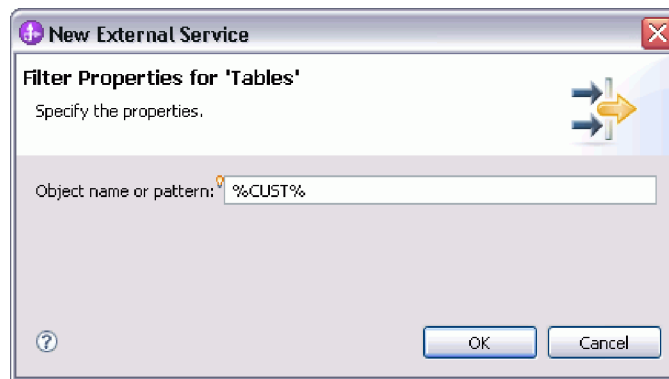 New External Service
Filter Properties for 'Tables'
Specify the properties.
Object name or pattern: %CUST%
OK Cancel